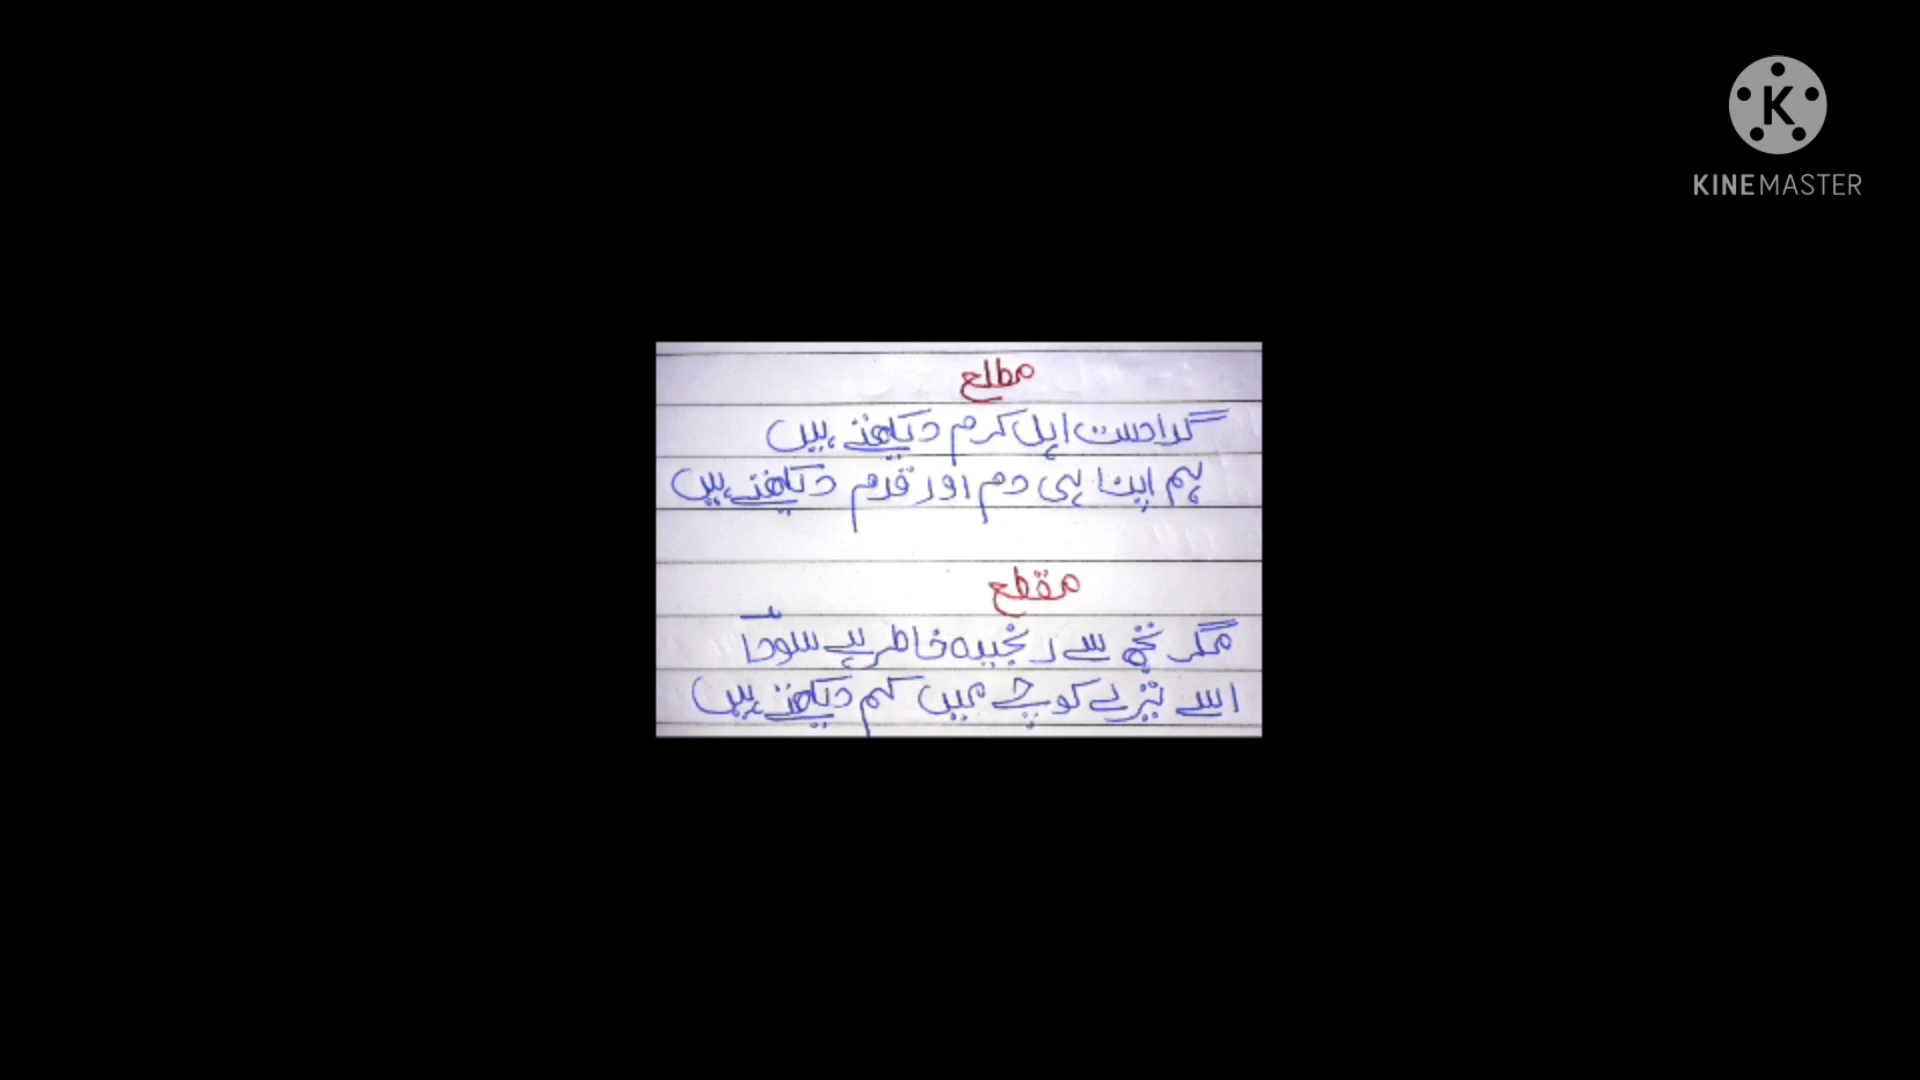 KINEMASTER
مطلع
گدا دست اہل کرم دیکھتے ہیں
ہم اپنا ہی دم اور قدم دیکھتے ہیں
مقطع
مگر تجھ سے رنجیدہ خاطر ہے سودا
اسے تیرے کوچے میں کم دیکھتے ہیں